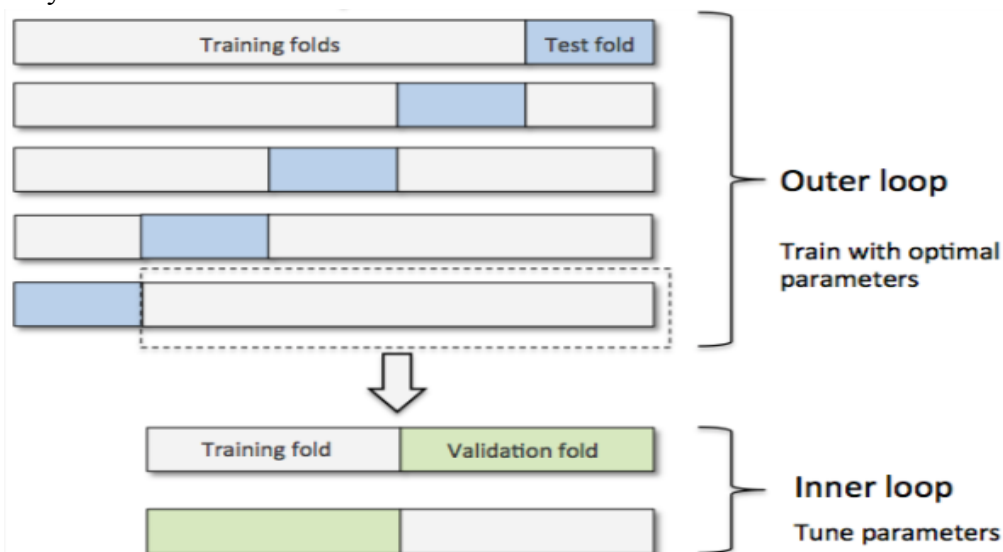 Training folds
Test fold
Outer loop
Train with optimal
parameters
Training fold
Validation fold
Inner loop
Tune parameters